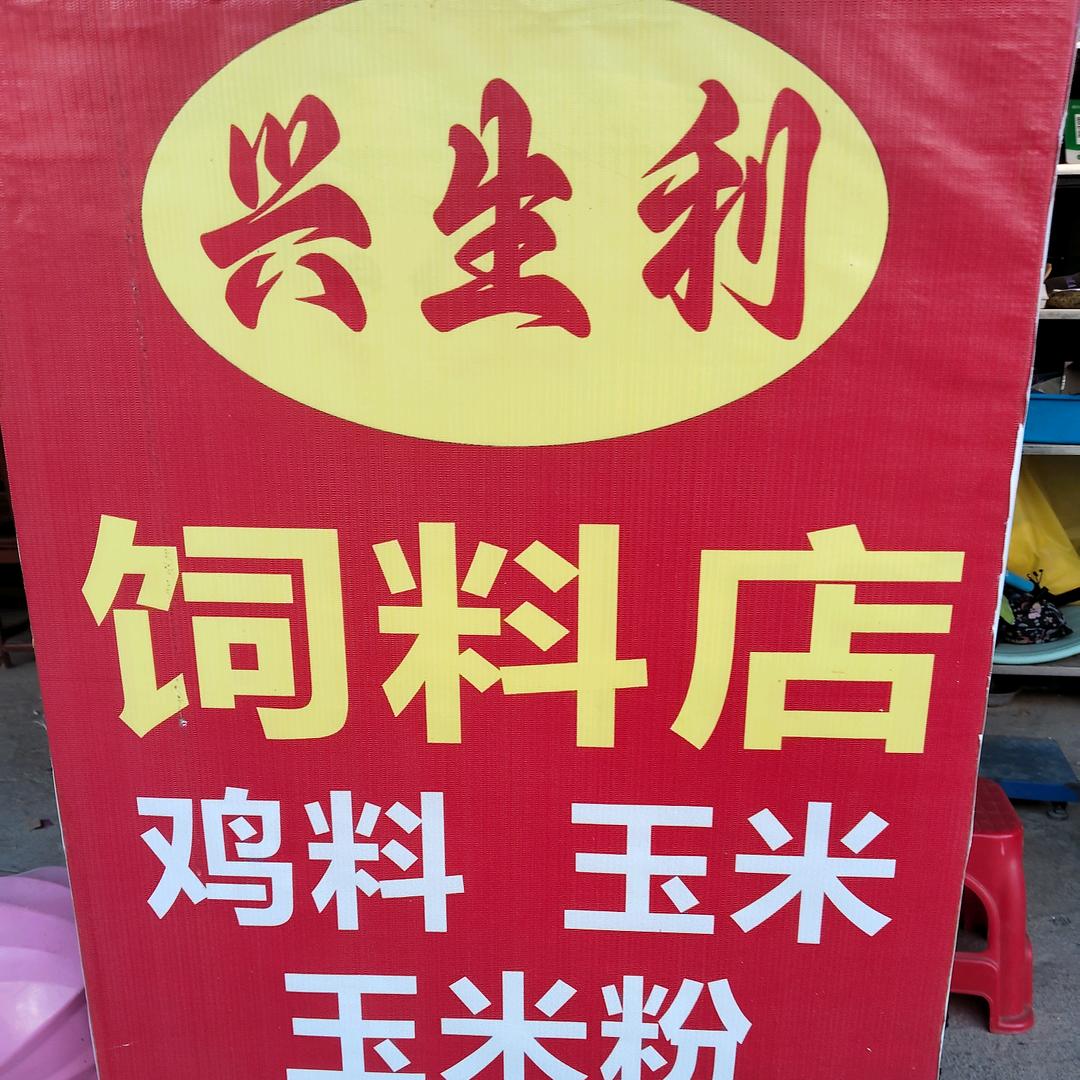 兴生利
饲料店
鸡料 玉米
玉米粉